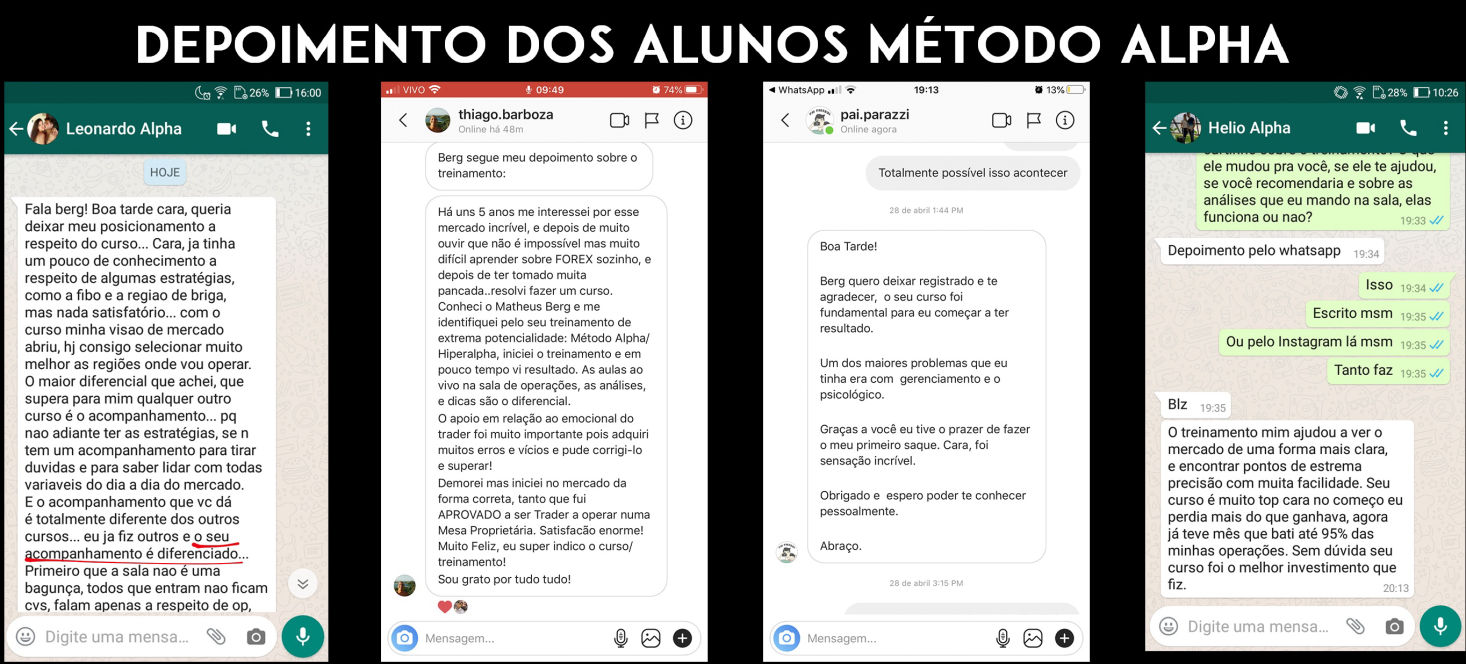 DEPOIMENTO DOS ALUNOS MÉTODO ALPHA
26% 16:00
Leonardo Alpha
HOJE
Fala berg! Boa tarde cara, queria
deixar meu posicionamento a
respeito do curso... Cara, ja tinha
um pouco de conhecimento a
respeito de algumas estratégias,
como a fibo e a regiao de briga,
mas nada satisfatório... com o
curso minha visao de mercado
abriu, hj consigo selecionar muito
melhor as regiões onde vou operar.
O maior diferencial que achei, que
supera para mim qualquer outro
curso é o acompanhamento... pq
nao adiante ter as estratégias, se n
tem um acompanhamento para tirar
duvidas e para saber lidar com todas
variaveis do dia a dia do mercado.
E o acompanhamento que vc dá
é totalmente diferente dos outros
cursos... eu ja fiz outros e o seu
acompanhamento é diferenciado...
Primeiro que a sala nao é uma
bagunça, todos que entram nao ficam
cvs, falam apenas a respeito de op,
Digite uma mensa...
VIVO 09:49 74%
thiago.barboza
Online há 48m
Berg segue meu depoimento sobre o
treinamento:
Há uns 5 anos me interessei por esse
mercado incrível, e depois de muito
ouvir que não é impossível mas muito
difícil aprender sobre FOREX sozinho, e
depois de ter tomado muita
pancada..resolvi fazer um curso.
Conheci o Matheus Berg e me
identifiquei pelo seu treinamento de
extrema potencialidade: Método Alpha/
Hiperalpha, iniciei o treinamento e em
pouco tempo vi resultado. As aulas ao
vivo na sala de operações, as análises,
e dicas são o diferencial.
O apoio em relação ao emocional do
trader foi muito importante pois adquiri
muitos erros e vícios e pude corrigi-lo
e superar!
Demorei mas iniciei no mercado da
forma correta, tanto que fui
APROVADO a ser Trader a operar numa
Mesa Proprietária. Satisfacão enorme!
Muito Feliz, eu super indico o curso/
treinamento!
Sou grato por tudo tudo!
Mensagem...
WhatsApp 19:13 13%
pai.parazzi
Online agora
Totalmente possível isso acontecer
28 de abril 1:44 PM
Boa Tarde!
Berg quero deixar registrado e te
agradecer, o seu curso foi
fundamental para eu começar a ter
resultado.
Um dos maiores problemas que eu
tinha era com gerenciamento e o
psicológico.
Graças a você eu tive o prazer de fazer
o meu primeiro saque. Cara, foi
sensação incrível.
Obrigado e espero poder te conhecer
pessoalmente.
Abraço.
28 de abril 3:15 PM
Mensagem...
28% 10:26
Helio Alpha
ele mudou pra você, se ele te ajudou,
se você recomendaria e sobre as
análises que eu mando na sala, elas
funciona ou nao? 19:33
Depoimento pelo whatsapp 19:34
Isso 19:34
Escrito msm 19:35
Ou pelo Instagram lá msm 19:35
Tanto faz 19:35
Blz 19:35
O treinamento mim ajudou a ver o
mercado de uma forma mais clara,
e encontrar pontos de estrema
precisão com muita facilidade. Seu
curso é muito top cara no começo eu
perdia mais do que ganhava, agora
já teve mês que bati até 95% das
minhas operações. Sem dúvida seu
curso foi o melhor investimento que
fiz. 20:13
Digite uma mensa...